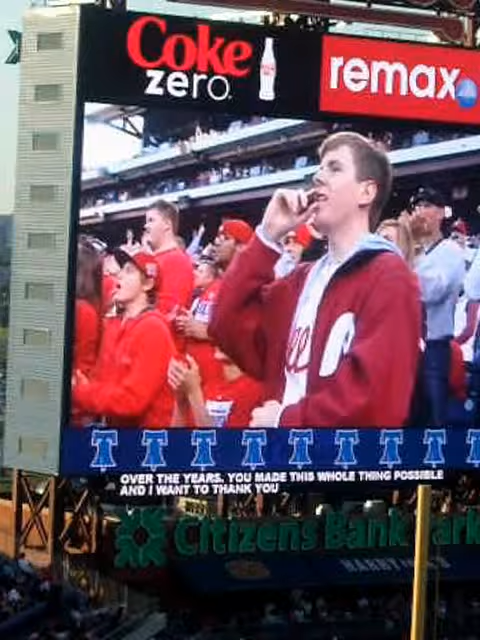 Coke
zero
remax
OVER THE YEARS. YOU MADE THIS WHOLE THING POSSIBLE
AND I WANT TO THANK YOU
Citizens Bank Park
HARRY